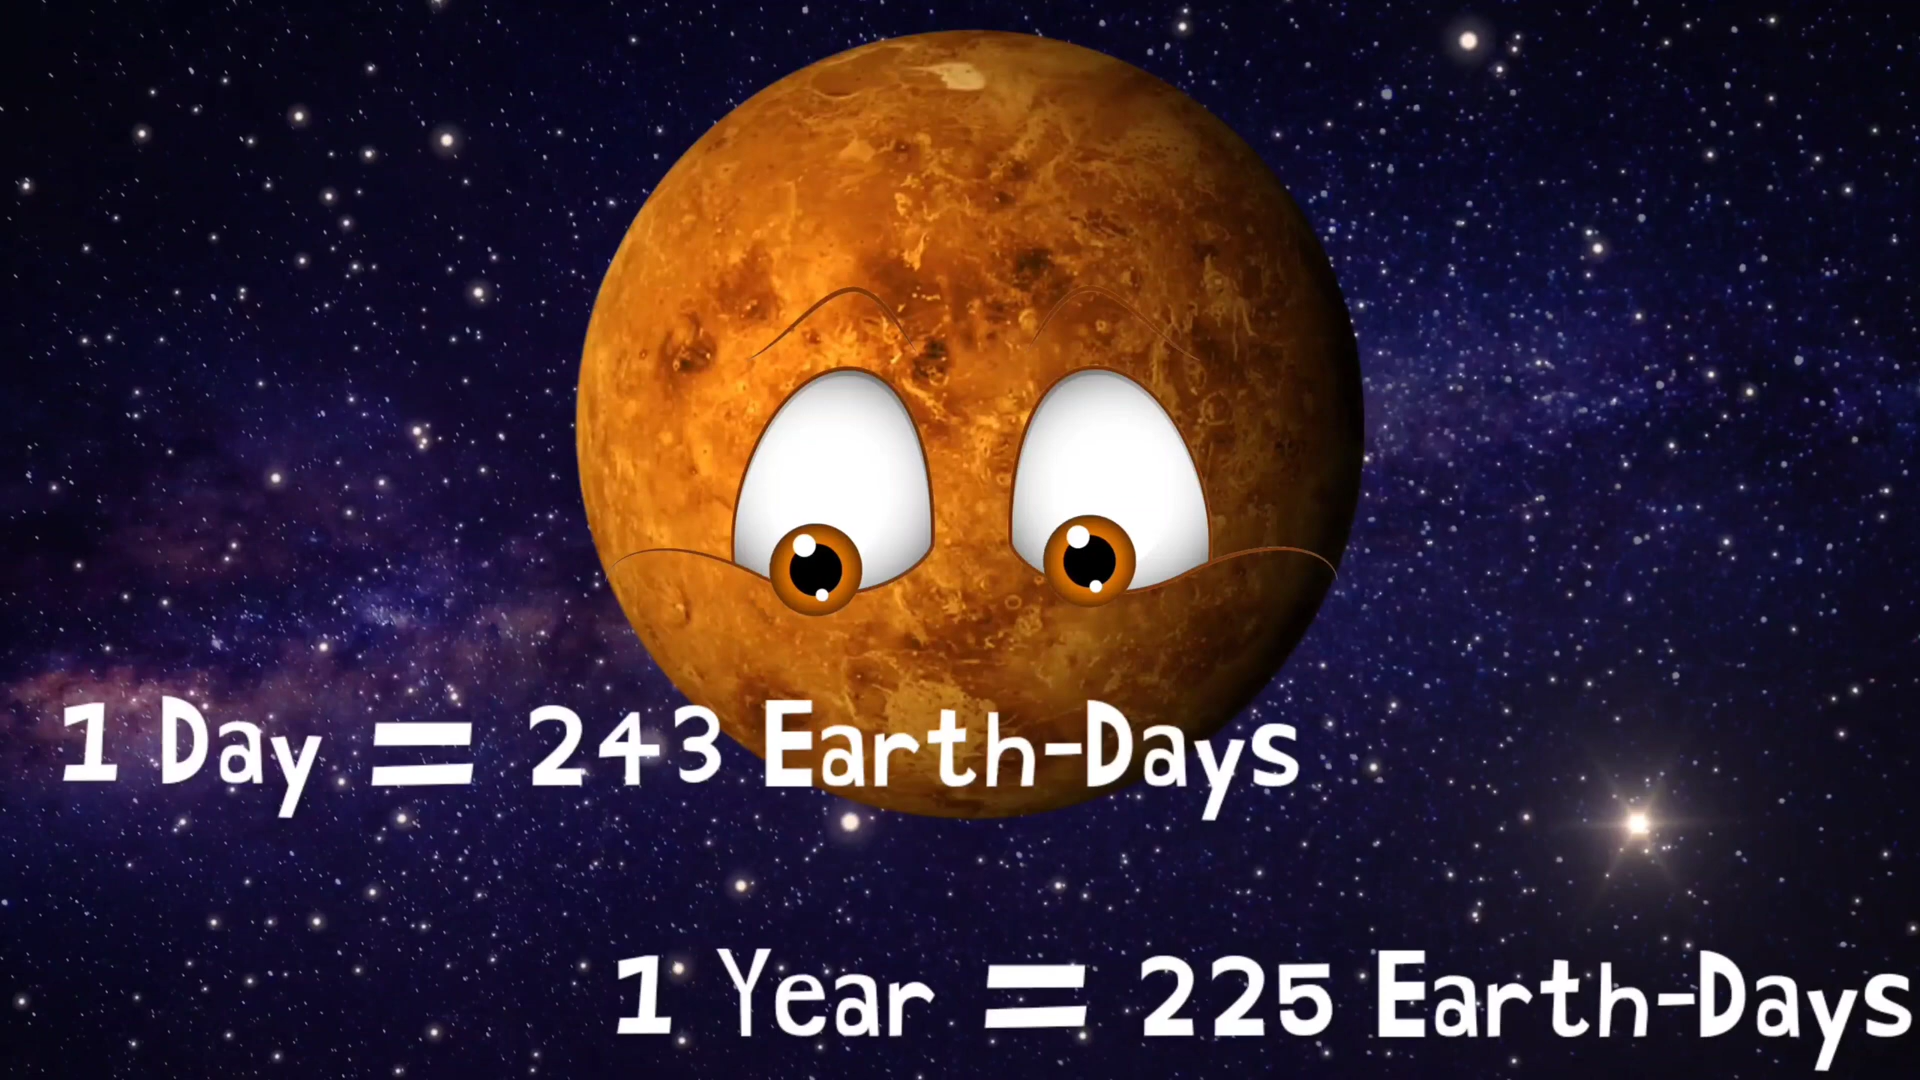 1 Day = 243 Earth-Days
1 Year = 225 Earth-Days